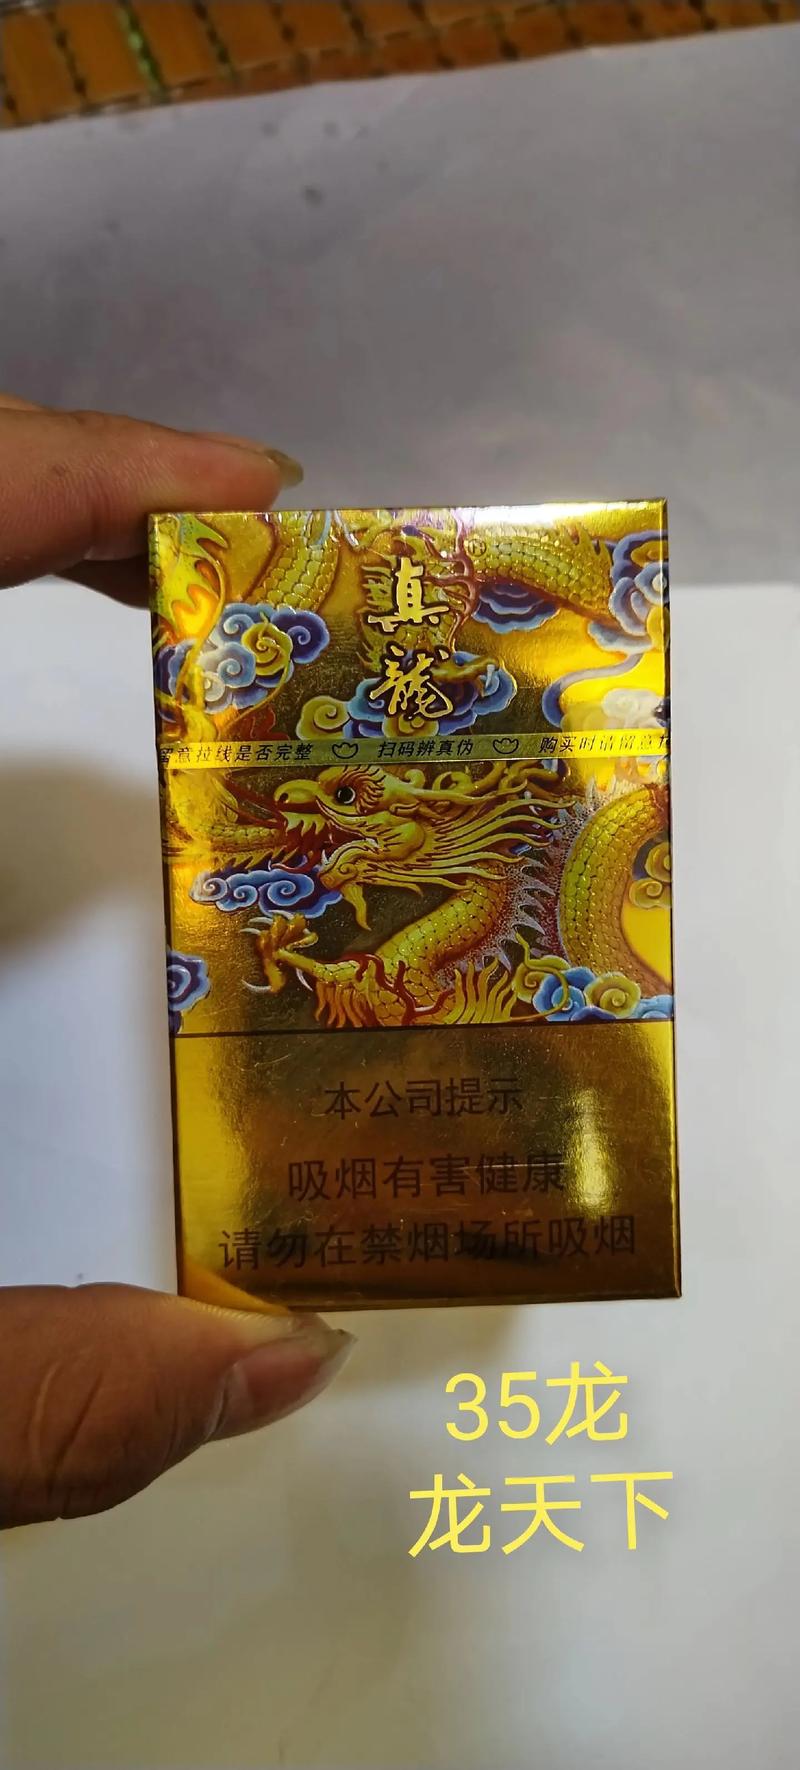 真
龍
留意拉线是否完整 扫码辨真伪 购买时请留意
本公司提示
吸烟有害健康
请勿在禁烟场所吸烟
35龙
龙天下